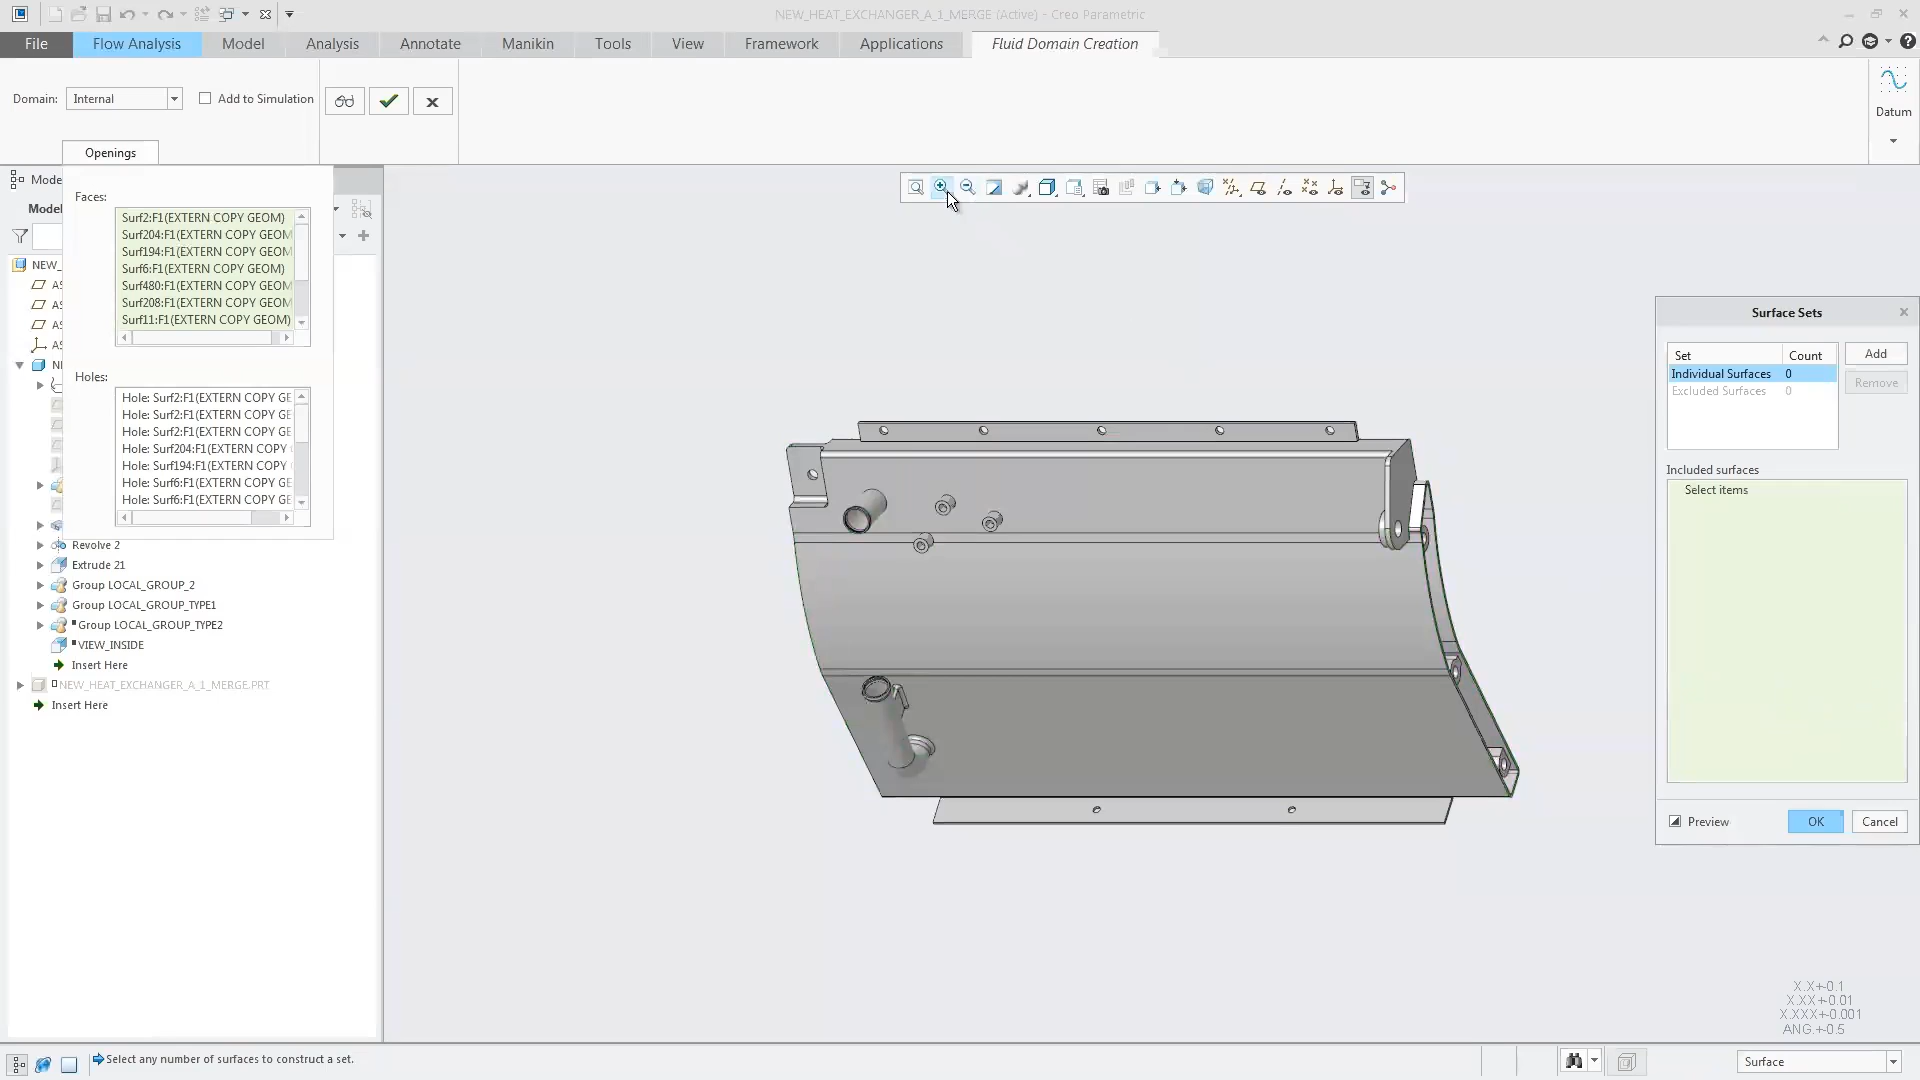 NEW_HEAT_EXCHANGER_A_1_MERGE (Active) - Creo Parametric
File
Flow Analysis
Model
Analysis
Annotate
Manikin
Tools
View
Framework
Applications
Fluid Domain Creation
Domain:
Internal
Add to Simulation
Datum
Openings
Faces:
Surf2:F1(EXTERN COPY GEOM)
Surf204:F1(EXTERN COPY GEOM
Surf194:F1(EXTERN COPY GEOM
Surf6:F1(EXTERN COPY GEOM)
Surf480:F1(EXTERN COPY GEOM
Surf208:F1(EXTERN COPY GEOM
Surf11:F1(EXTERN COPY GEOM)
Holes:
Hole: Surf2:F1(EXTERN COPY GE
Hole: Surf2:F1(EXTERN COPY GE
Hole: Surf2:F1(EXTERN COPY GE
Hole: Surf204:F1(EXTERN COPY
Hole: Surf194:F1(EXTERN COPY
Hole: Surf6:F1(EXTERN COPY GE
Hole: Surf6:F1(EXTERN COPY GE
Mode
Model
NEW_
AS
AS
AS
AS
NE
Revolve 2
Extrude 21
Group LOCAL_GROUP_2
Group LOCAL_GROUP_TYPE1
Group LOCAL_GROUP_TYPE2
VIEW_INSIDE
Insert Here
NEW_HEAT_EXCHANGER_A_1_MERGE.PRT
Insert Here
Surface Sets
Set Count
Add
Individual Surfaces 0
Remove
Excluded Surfaces 0
Included surfaces
Select items
Preview
OK
Cancel
X.X+-0.1
X.XX+-0.01
X.XXX+-0.001
ANG.+-0.5
Select any number of surfaces to construct a set.
Surface